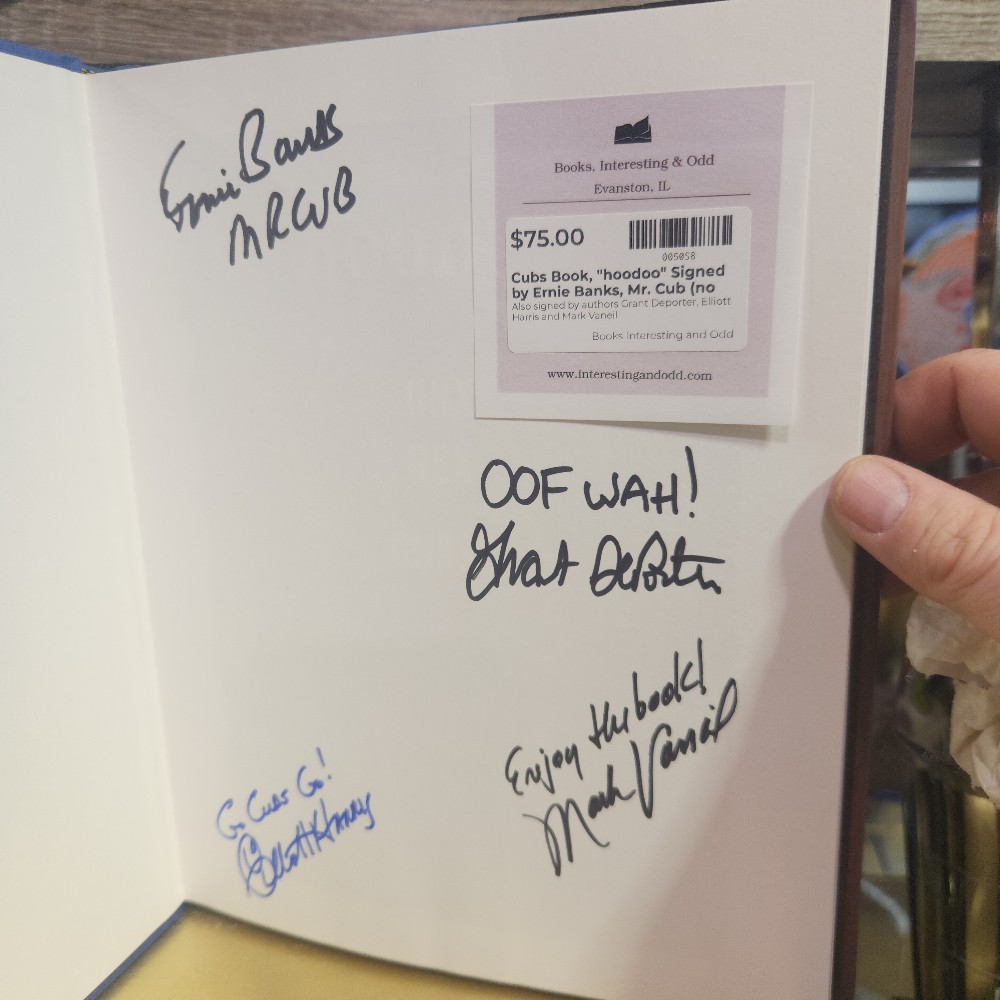 Ernie Banks
MR CUB
Books, Interesting & Odd
Evanston, IL
$75.00
005058
Cubs Book, "hoodoo" Signed
by Ernie Banks, Mr. Cub (no
Also signed by authors Grant Deporter, Elliott
Harris and Mark Vaneil
Books Interesting and Odd
www.interestingandodd.com
OOF WAH!
Grant DePorter
Enjoy the book!
Mark Vancil
Go Cubs Go!
Elliott Harris